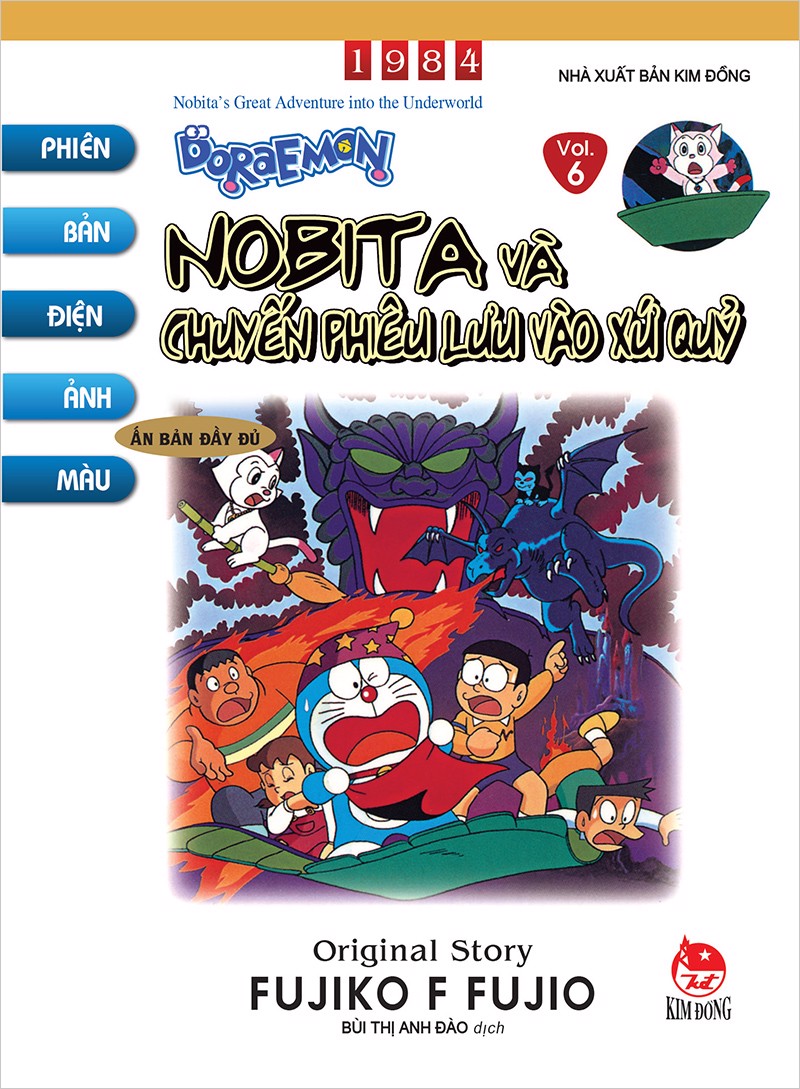 1984
NHÀ XUẤT BẢN KIM ĐỒNG
Nobita's Great Adventure into the Underworld
DORAEMON
Vol.
6
NOBITA VÀ
CHUYẾN PHIÊU LƯU VÀO XỨ QUỶ
PHIÊN
BẢN
ĐIỆN
ẢNH
MÀU
ẤN BẢN ĐẦY ĐỦ
Original Story
FUJIKO F FUJIO
BÙI THỊ ANH ĐÀO dịch
KIM ĐỒNG